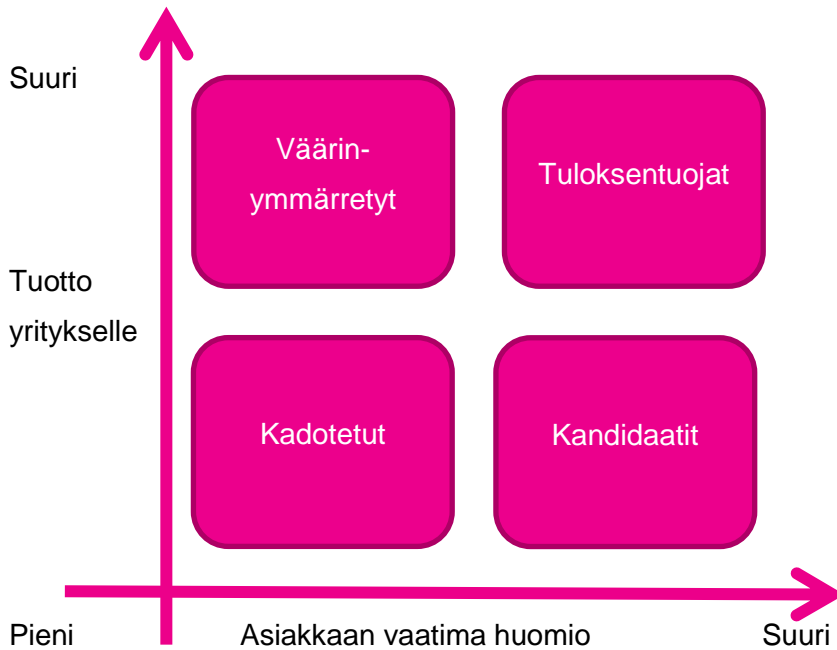 Suuri
Väärin-
ymmärretyt
Tuloksentuojat
Tuotto
yritykselle
Kadotetut
Kandidaatit
Pieni
Asiakkaan vaatima huomio
Suuri